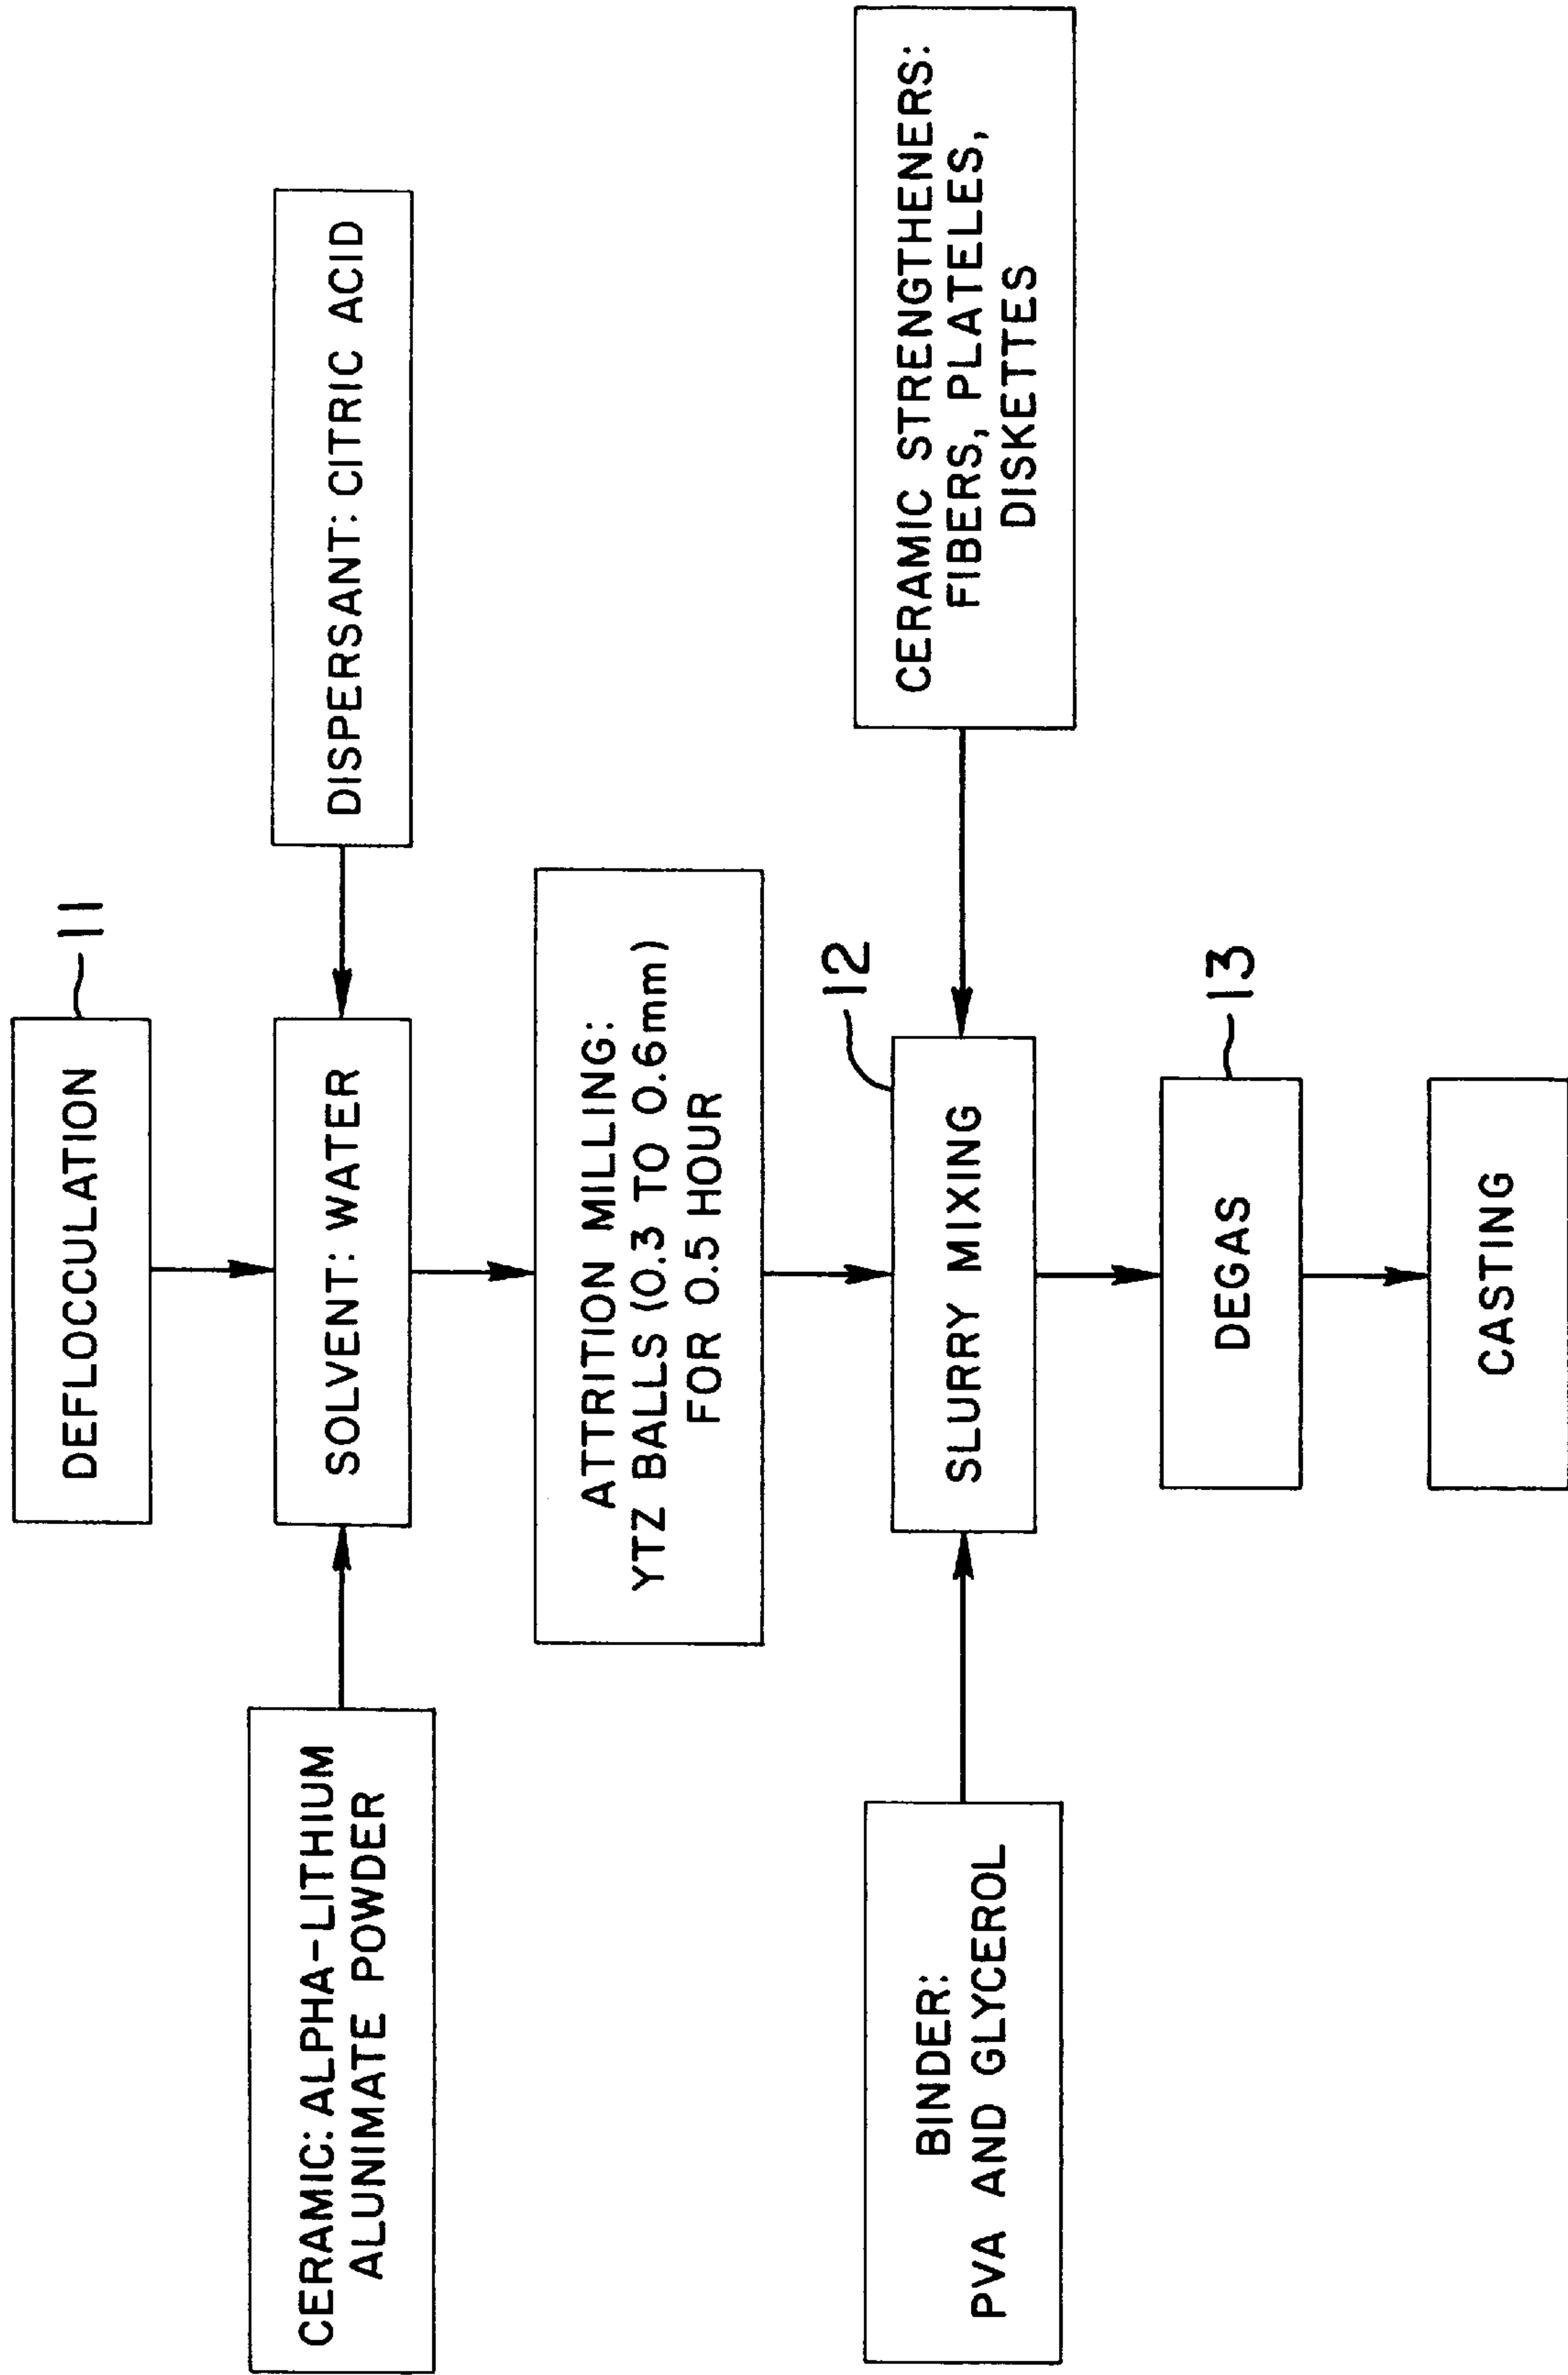 DEFLOCCULATION
11
CERAMIC: ALPHA-LITHIUM
ALUNIMATE POWDER
SOLVENT: WATER
DISPERSANT: CITRIC ACID
ATTRITION MILLING:
YTZ BALLS (0.3 TO 0.6mm)
FOR 0.5 HOUR
12
BINDER:
PVA AND GLYCEROL
SLURRY MIXING
CERAMIC STRENGTHENERS:
FIBERS, PLATELES,
DISKETTES
DEGAS
13
CASTING